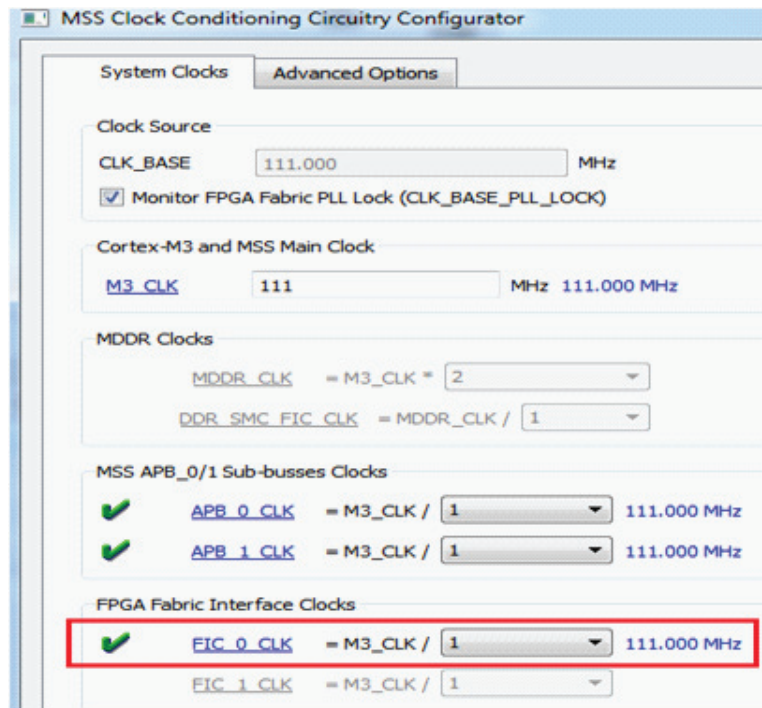 MSS Clock Conditioning Circuitry Configurator
System Clocks Advanced Options
Clock Source
CLK_BASE 111.000 MHz
Monitor FPGA Fabric PLL Lock (CLK_BASE_PLL_LOCK)
Cortex-M3 and MSS Main Clock
M3_CLK 111 MHz 111.000 MHz
MDDR Clocks
MDDR_CLK = M3_CLK * 2
DDR_SMC_FIC_CLK = MDDR_CLK / 1
MSS APB_0/1 Sub-busses Clocks
APB_0_CLK = M3_CLK / 1 111.000 MHz
APB_1_CLK = M3_CLK / 1 111.000 MHz
FPGA Fabric Interface Clocks
FIC_0_CLK = M3_CLK / 1 111.000 MHz
FIC_1_CLK = M3_CLK / 1